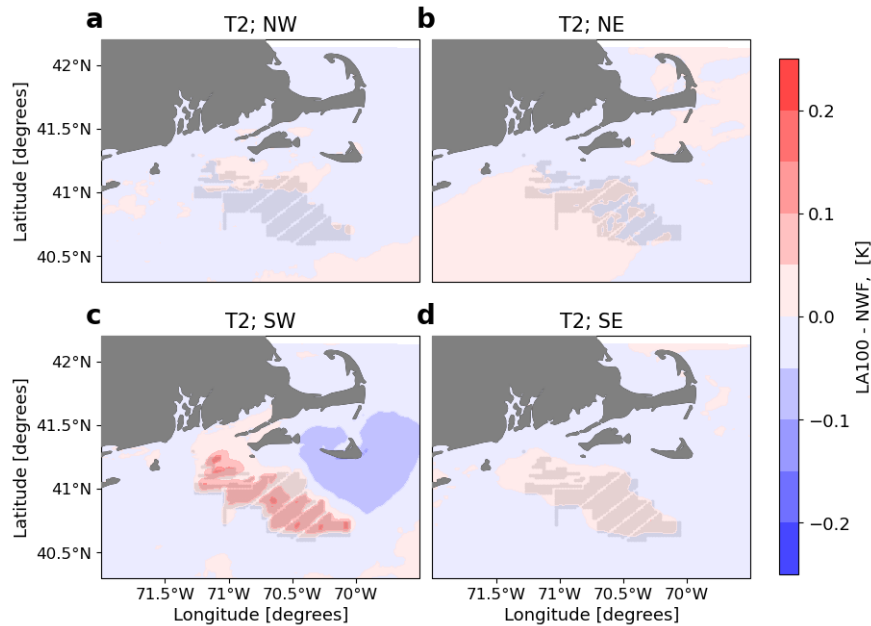 a
T2; NW
b
T2; NE
42°N
41.5°N
41°N
40.5°N
Latitude [degrees]
c
T2; SW
d
T2; SE
42°N
41.5°N
41°N
40.5°N
Latitude [degrees]
71.5°W 71°W 70.5°W 70°W
Longitude [degrees]
71.5°W 71°W 70.5°W 70°W
Longitude [degrees]
0.2
0.1
0.0
−0.1
−0.2
LA100 - NWF, [K]